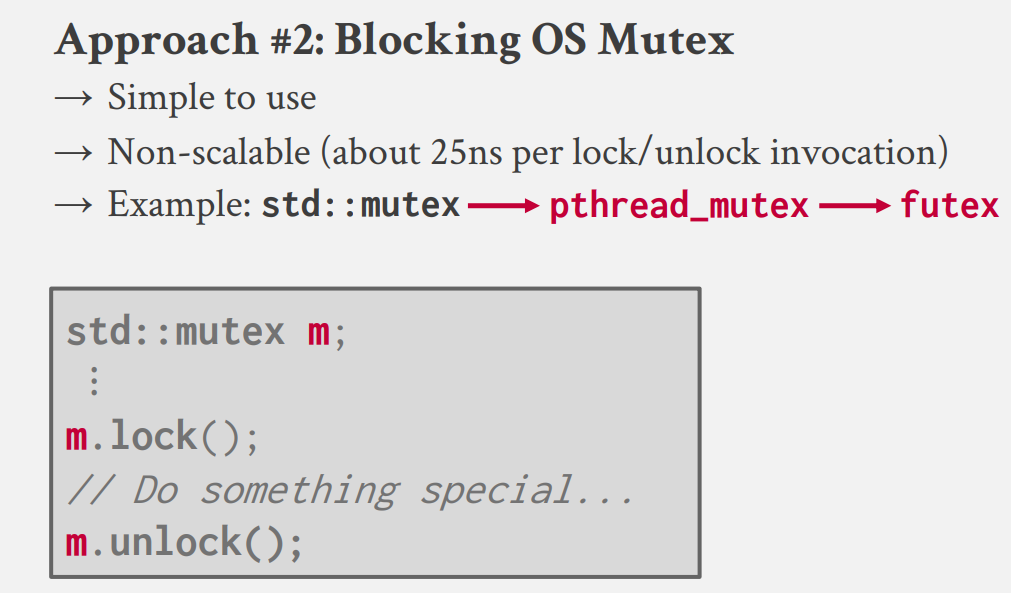 Approach #2: Blocking OS Mutex
→ Simple to use
→ Non-scalable (about 25ns per lock/unlock invocation)
→ Example: std::mutex → pthread_mutex → futex
std::mutex m;
⋮
m.lock();
// Do something special...
m.unlock();